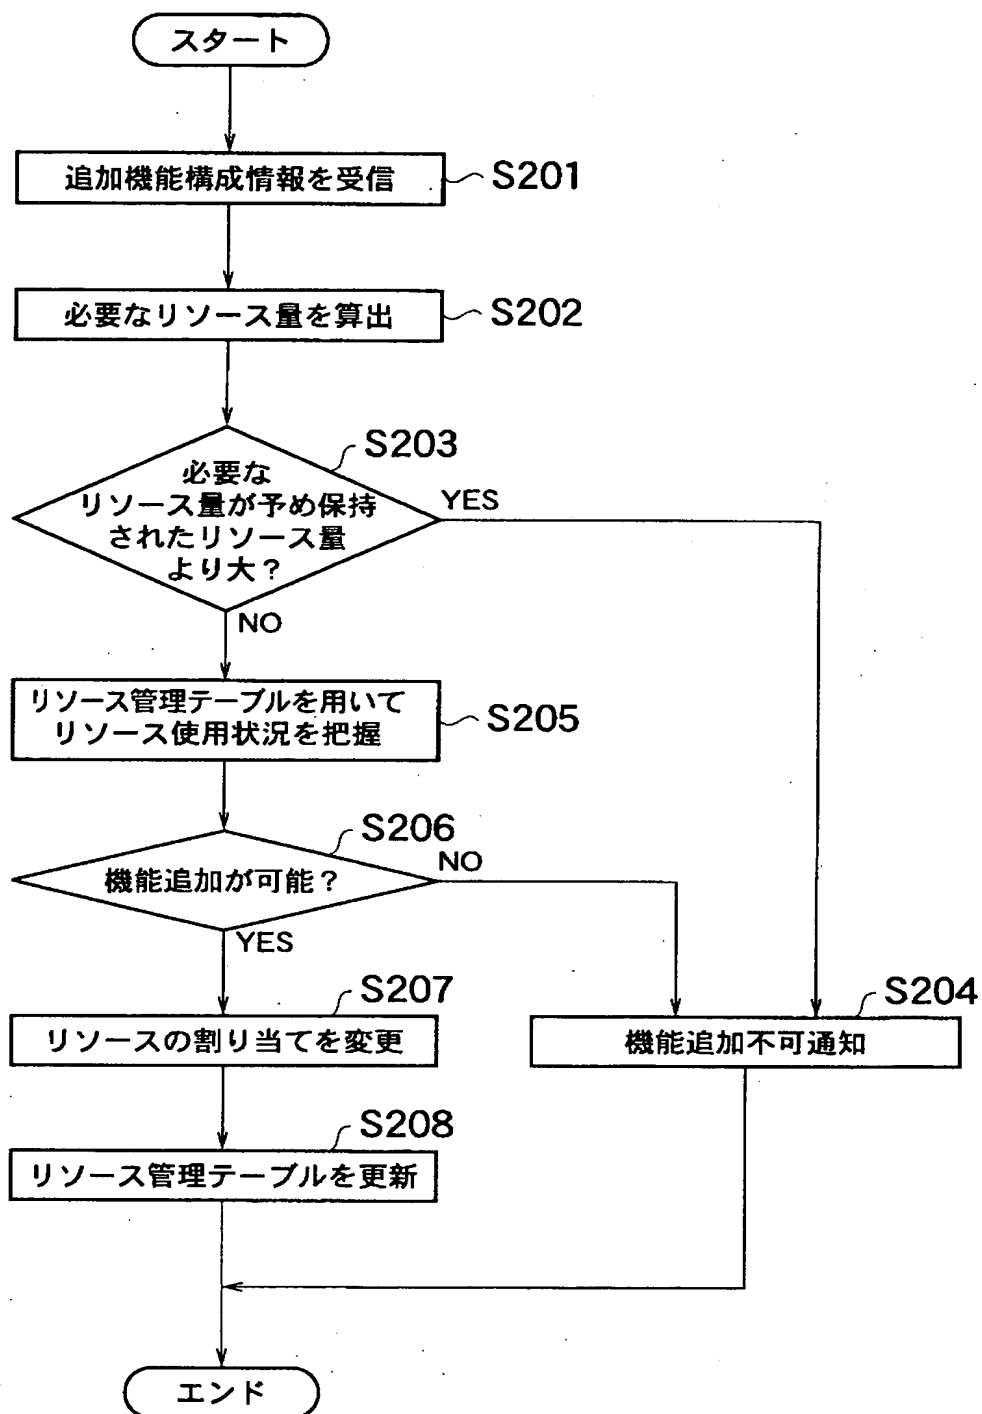 スタート
追加機能構成情報を受信
S201
必要なリソース量を算出
S202
S203
必要な
リソース量が予め保持
されたリソース量
より大?
YES
NO
リソース管理テーブルを用いて
リソース使用状況を把握
S205
S206
機能追加が可能?
NO
YES
S207
リソースの割り当てを変更
S204
機能追加不可通知
S208
リソース管理テーブルを更新
エンド